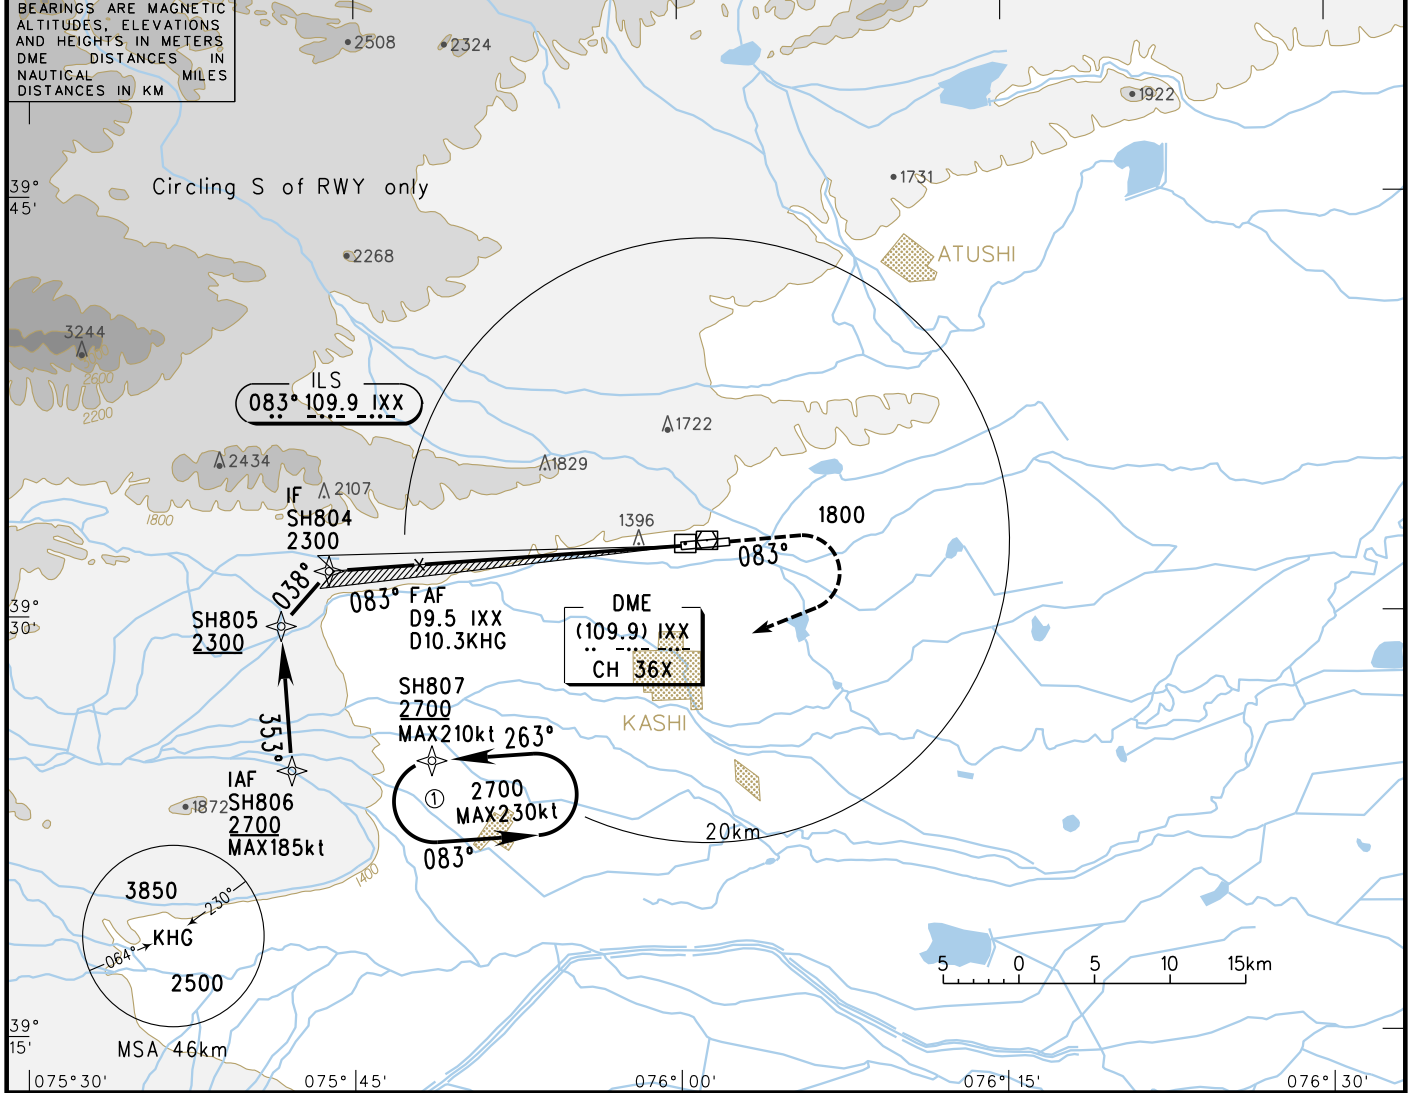 BEARINGS ARE MAGNETIC
ALTITUDES, ELEVATIONS
AND HEIGHTS IN METERS
DME DISTANCES IN
NAUTICAL MILES
DISTANCES IN KM
2508
2324
1922
39°
45'
Circling S of RWY only
1731
2268
ATUSHI
3244
2600
2200
ILS
083° 109.9 IXX
1722
2434
1829
2107
1800
IF
SH804
2300
1396
1800
083°
038°
083°
FAF
D9.5 IXX
D10.3KHG
39°
30'
SH805
2300
DME
(109.9) IXX
CH 36X
KASHI
353°
SH807
2700
MAX210kt
263°
1
2700
MAX230kt
083°
IAF
SH806
2700
MAX185kt
1872
1400
20km
3850
230°
KHG
064°
2500
MSA 46km
5 0 5 10 15km
39°
15'
075°30'
075°45'
076°00'
076°15'
076°30'